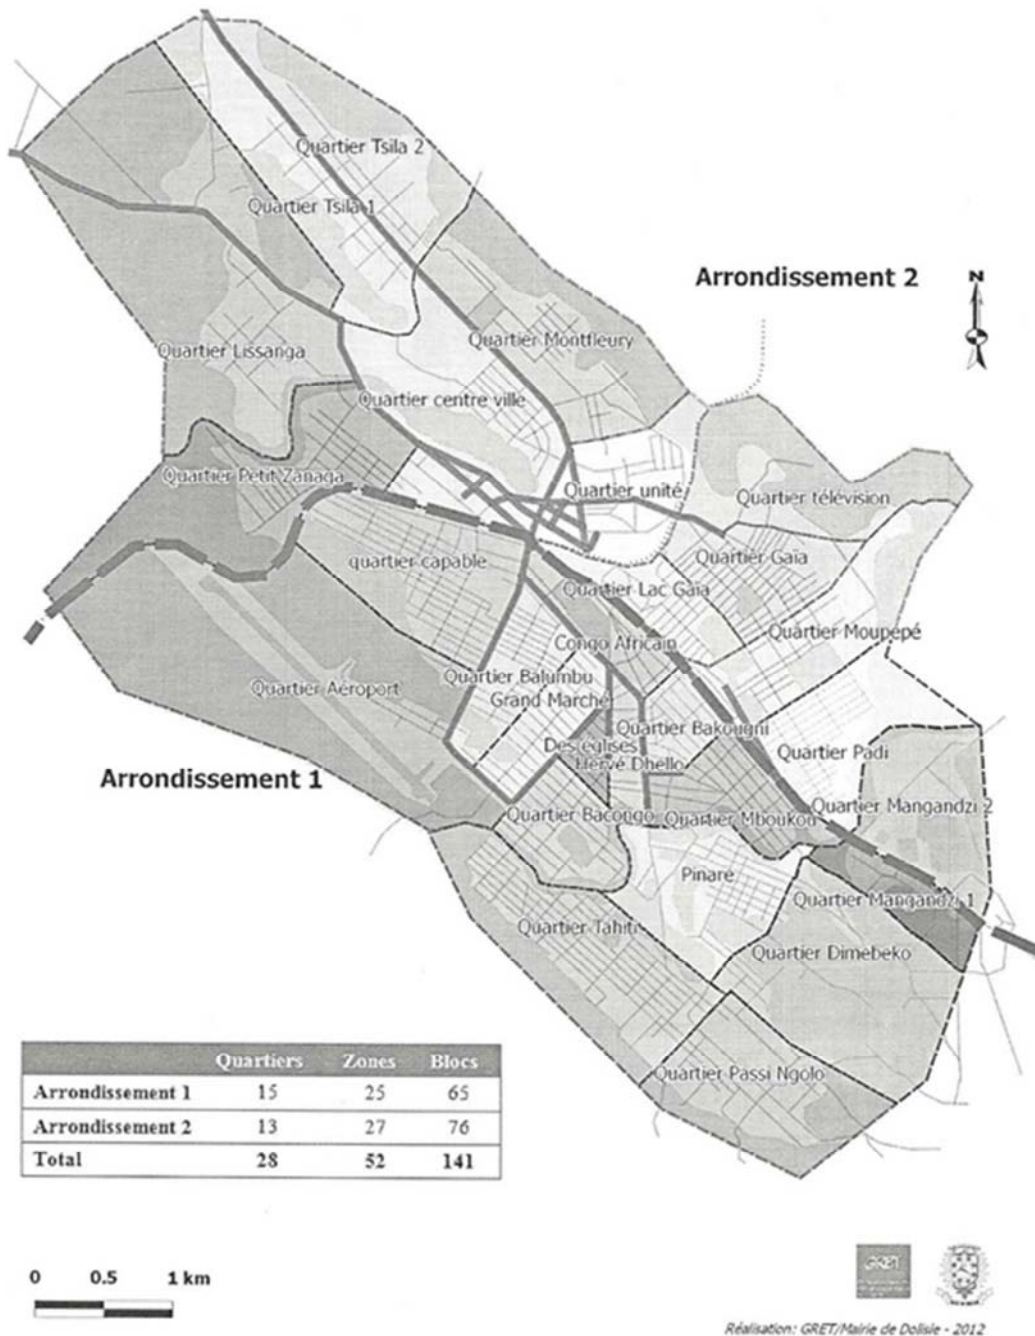 Quartier Tsila 2
Quartier Tsila 1
Arrondissement 2
N
Quartier Montfleury
Quartier Lissanga
Quartier centre ville
Quartier Petit Zanaga
Quartier unité
Quartier télévision
quartier capable
Quartier Gaïa
Quartier Lac Gaïa
Quartier Moupépé
Congo Africain
Quartier Balumbu
Quartier Aéroport
Grand Marché
Quartier Bakougni
Des églises
Quartier Padi
Hervé Dhello
Arrondissement 1
Quartier Mangandzi 2
Quartier Bacongo
Quartier Mboukou
Pinare
Quartier Mangandzi 1
Quartier Tahiti
Quartier Dimebeko
Quartier Passi Ngolo
Quartiers Zones Blocs
Arrondissement 1 15 25 65
Arrondissement 2 13 27 76
Total 28 52 141
0 0.5 1 km
GRET
Réalisation: GRET/Mairie de Dolisie - 2012